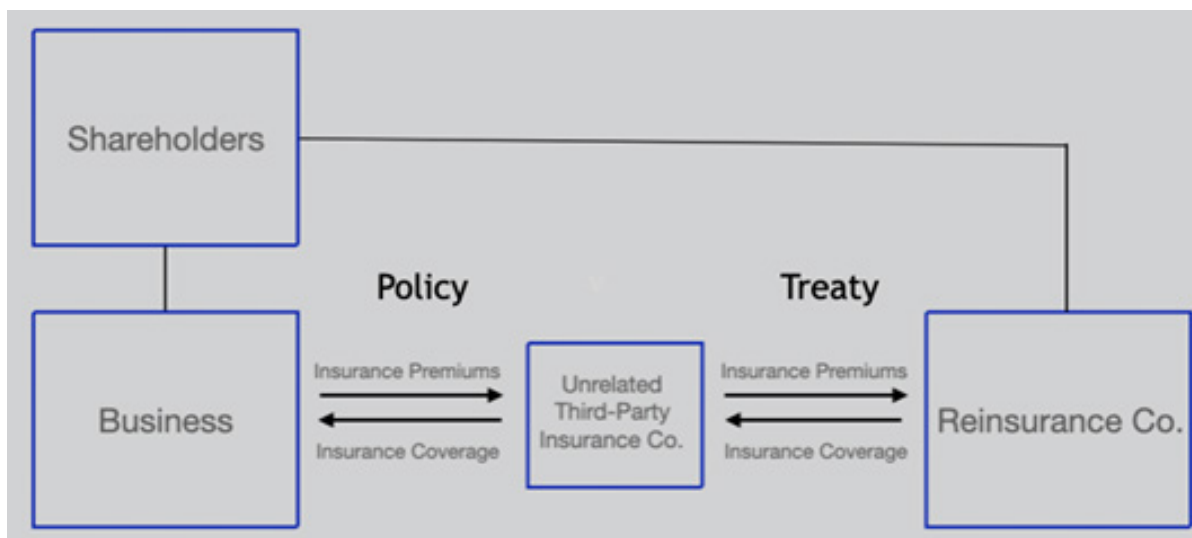 Shareholders
Policy
Treaty
Insurance Premiums
Insurance Premiums
Unrelated
Third-Party
Insurance Co.
Business
Reinsurance Co.
Insurance Coverage
Insurance Coverage